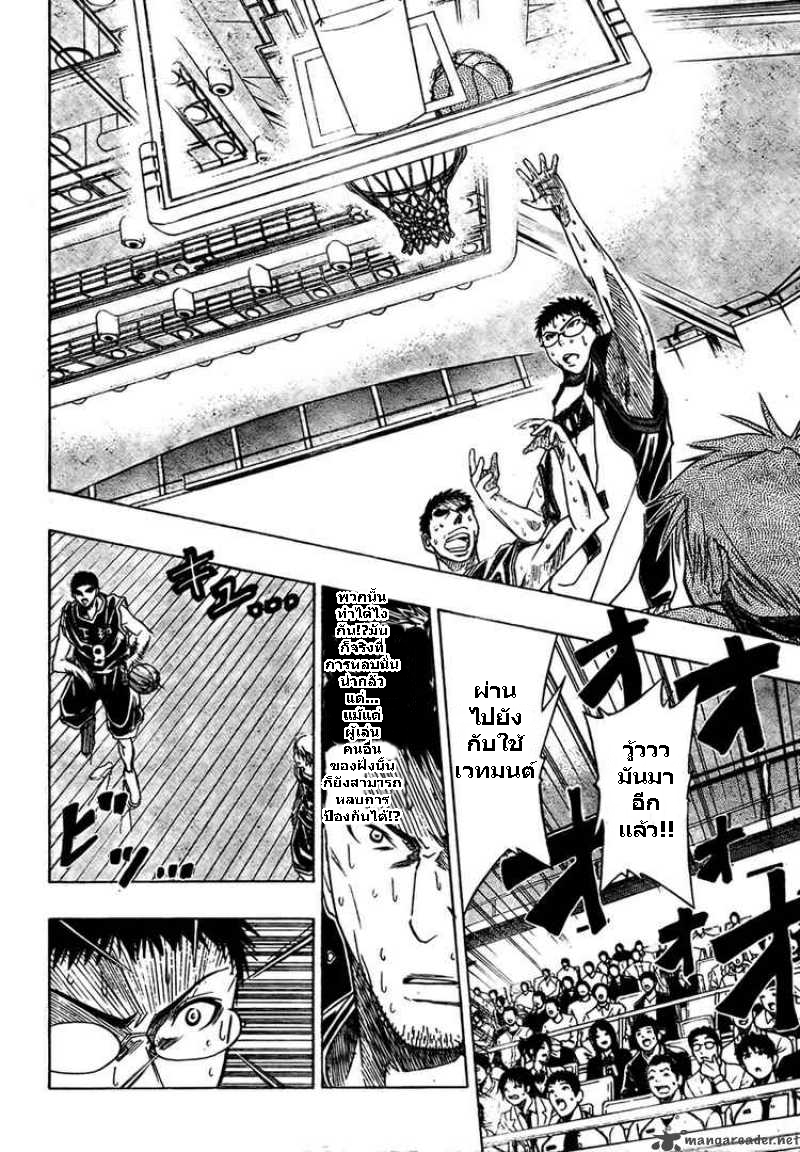 オオオオオ
วู้ววว
มันมา
อีก
แล้ว!!
ผ่าน
ไปยัง
กับใช้
เวทมนต์
พวกนั้น
ทำได้ไง
กัน!?มัน
ก็จริงที่
การหลบนั่น
น่ากลัว
แต่...
แม้แต่
ผู้เล่น
คนอื่น
ของฝั่งนี้
ก็ยังสามารถ
หลบการ
ป้องกันได้!?
キュ...
ビッ
9
mangareader.net